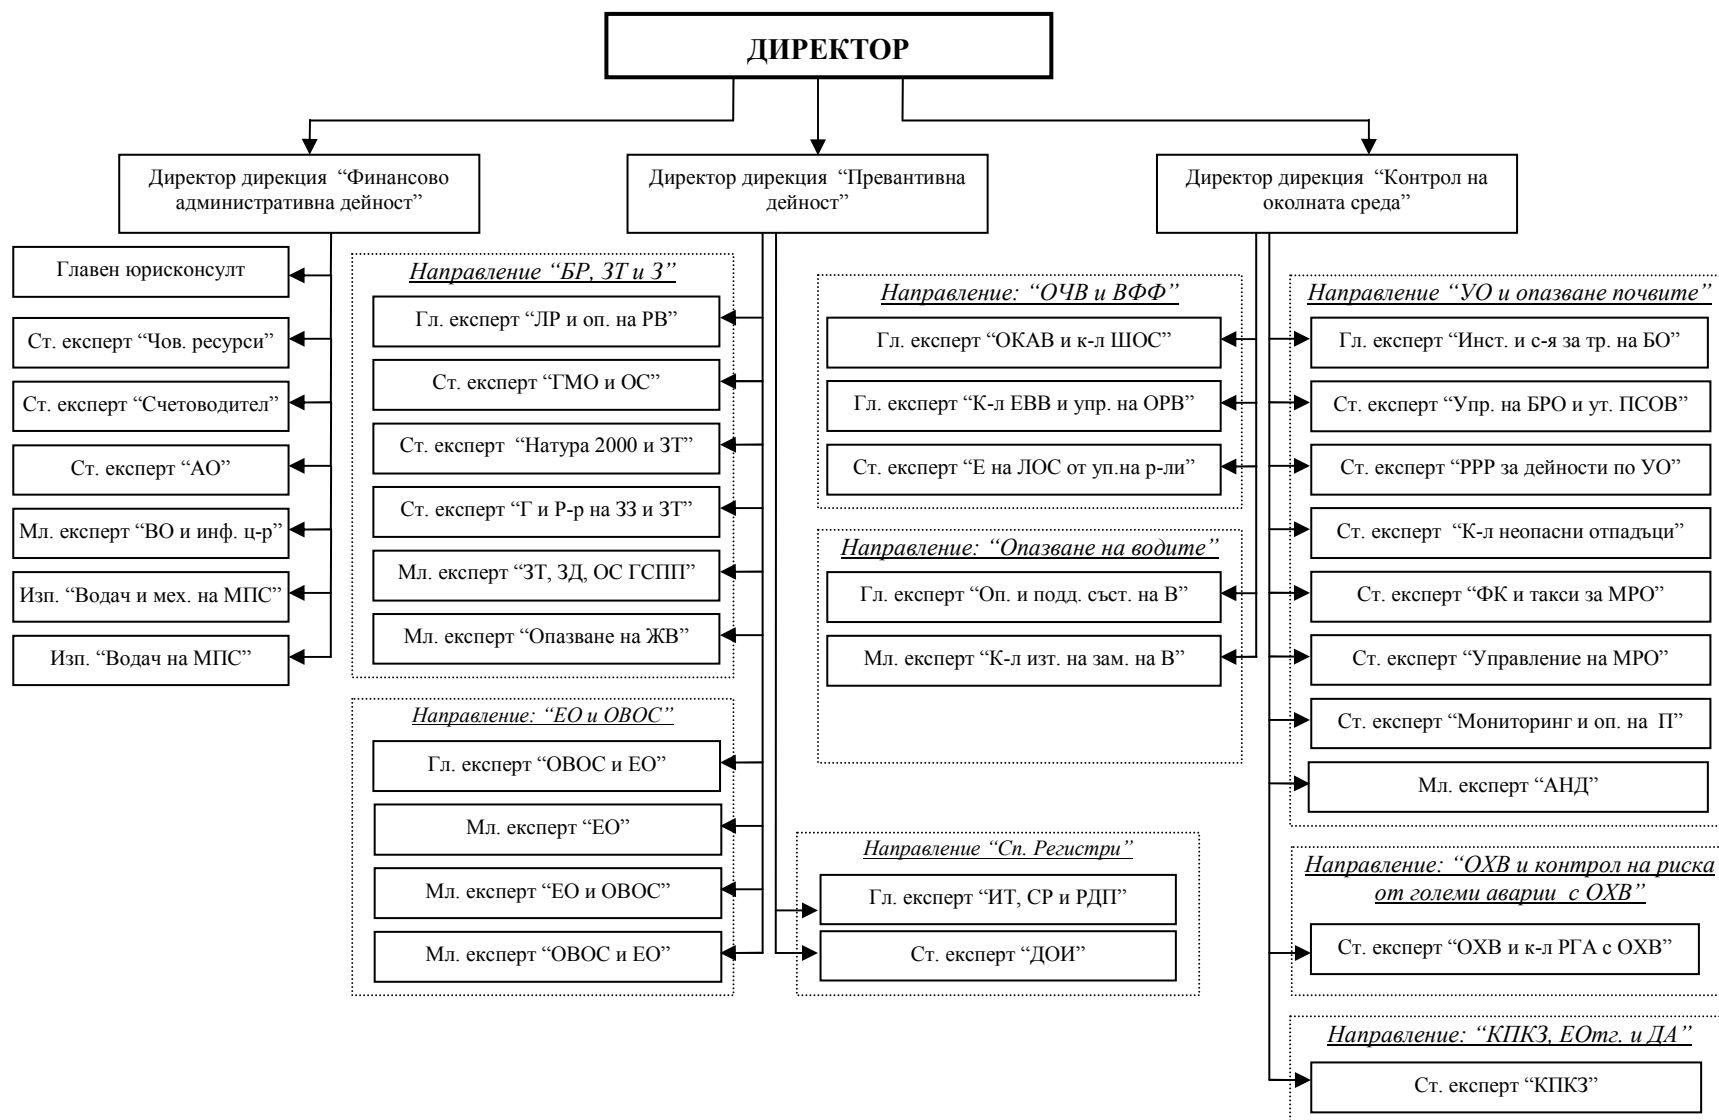 ДИРЕКТОР
Директор дирекция “Финансово
административна дейност”
Директор дирекция “Превантивна
дейност”
Директор дирекция “Контрол на
околната среда”
Главен юрисконсулт
Ст. експерт “Чов. ресурси”
Ст. експерт “Счетоводител”
Ст. експерт “АО”
Мл. експерт “ВО и инф. ц-р”
Изп. “Водач и мех. на МПС”
Изп. “Водач на МПС”
Направление “БР, ЗТ и З”
Гл. експерт “ЛР и оп. на РВ”
Ст. експерт “ГМО и ОС”
Ст. експерт “Натура 2000 и ЗТ”
Ст. експерт “Г и Р-р на ЗЗ и ЗТ”
Мл. експерт “ЗТ, ЗД, ОС ГСПП”
Мл. експерт “Опазване на ЖВ”
Направление: “ЕО и ОВОС”
Гл. експерт “ОВОС и ЕО”
Мл. експерт “ЕО”
Мл. експерт “ЕО и ОВОС”
Мл. експерт “ОВОС и ЕО”
Направление “Сп. Регистри”
Гл. експерт “ИТ, СР и РДП”
Ст. експерт “ДОИ”
Направление: “ОЧВ и ВФФ”
Гл. експерт “ОКАВ и к-л ШОС”
Гл. експерт “К-л ЕВВ и упр. на ОРВ”
Ст. експерт “Е на ЛОС от уп.на р-ли”
Направление: “Опазване на водите”
Гл. експерт “Оп. и подд. съст. на В”
Мл. експерт “К-л изт. на зам. на В”
Направление “УО и опазване почвите”
Гл. експерт “Инст. и с-я за тр. на БО”
Ст. експерт “Упр. на БРО и ут. ПСОВ”
Ст. експерт “РРР за дейности по УО”
Ст. експерт “К-л неопасни отпадъци”
Ст. експерт “ФК и такси за МРО”
Ст. експерт “Управление на МРО”
Ст. експерт “Мониторинг и оп. на П”
Мл. експерт “АНД”
Направление: “ОХВ и контрол на риска
от големи аварии с ОХВ”
Ст. експерт “ОХВ и к-л РГА с ОХВ”
Направление: “КПКЗ, ЕОтг. и ДА”
Ст. експерт “КПКЗ”